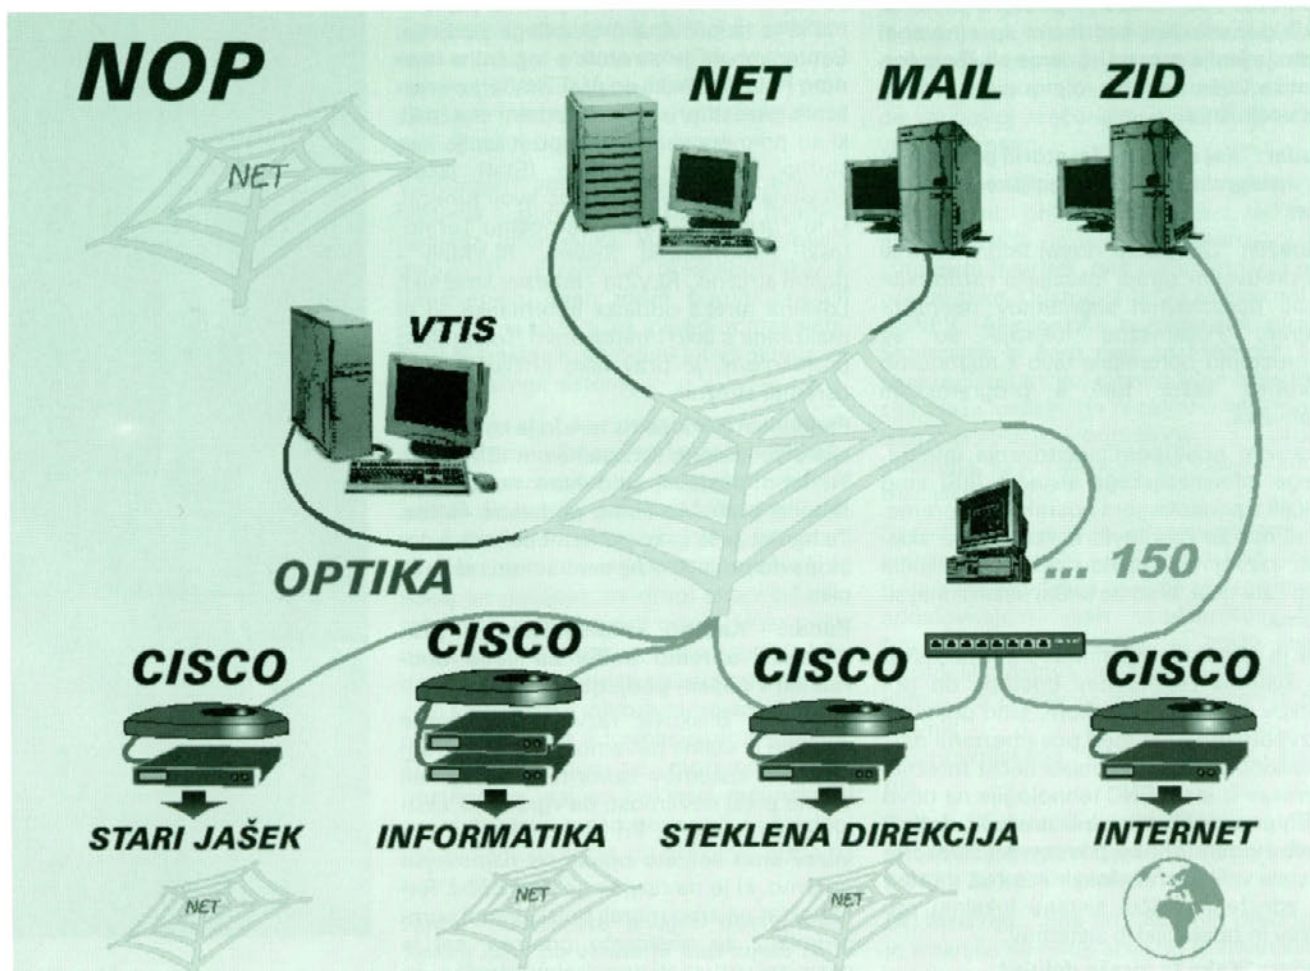 NOP
NET MAIL ZID
NET
VTIS
OPTIKA
... 150
CISCO CISCO CISCO CISCO
STARI JAŠEK INFORMATIKA STEKLENA DIREKCIJA INTERNET
NET NET NET